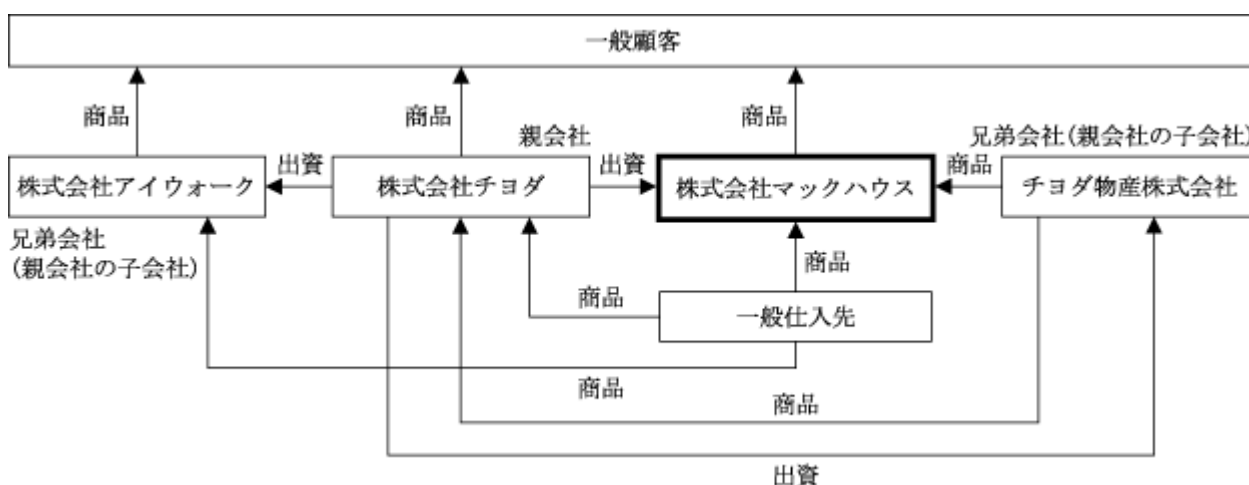 一般顧客
商品
商品
商品
親会社
兄弟会社(親会社の子会社)
株式会社アイウォーク
出資
株式会社チヨダ
出資
株式会社マックハウス
商品
チヨダ物産株式会社
兄弟会社
(親会社の子会社)
商品
商品
一般仕入先
商品
商品
出資